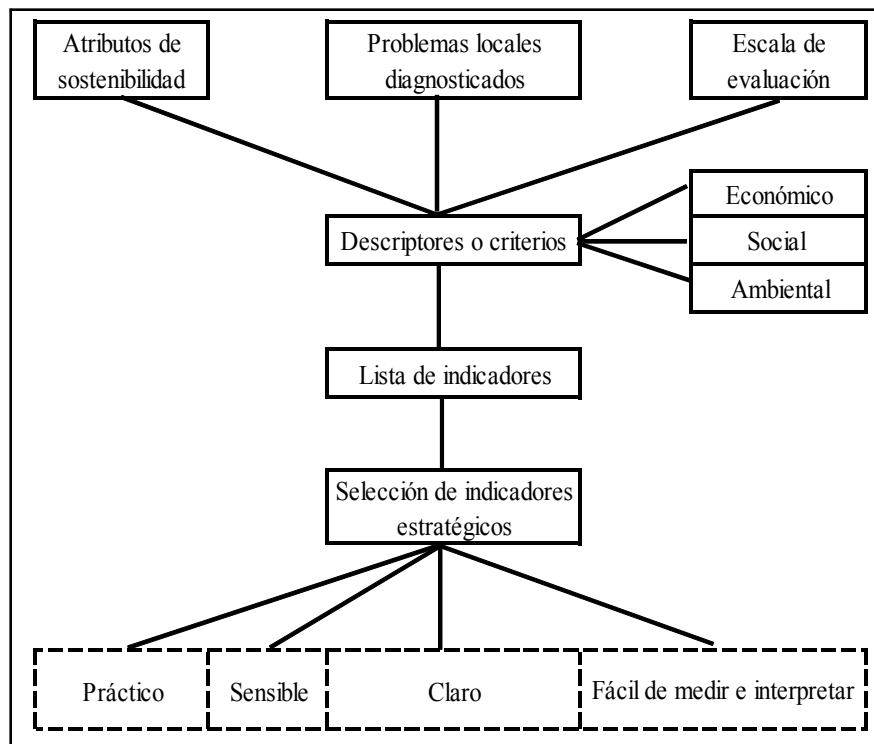 Atributos de
sostenibilidad
Problemas locales
diagnosticados
Escala de
evaluación
Económico
Descriptores o criterios
Social
Ambiental
Lista de indicadores
Selección de indicadores
estratégicos
Práctico
Sensible
Claro
Fácil de medir e interpretar